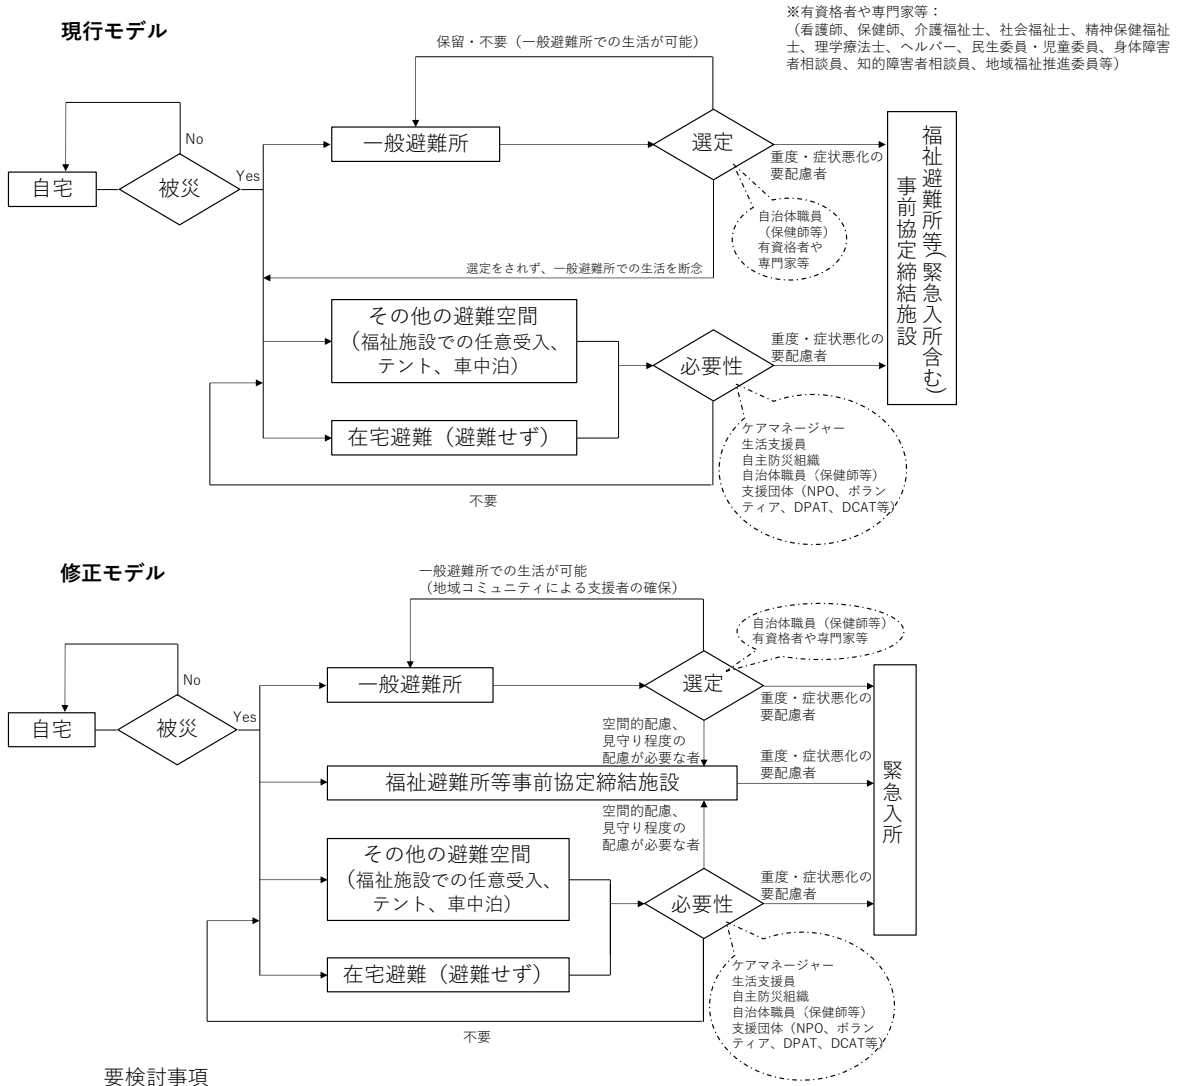 現行モデル
※有資格者や専門家等：
（看護師、保健師、介護福祉士、社会福祉士、精神保健福祉
士、理学療法士、ヘルパー、民生委員・児童委員、身体障害
者相談員、知的障害者相談員、地域福祉推進委員等）
保留・不要（一般避難所での生活が可能）
No
自宅
被災
Yes
一般避難所
選定
重度・症状悪化の
要配慮者
自治体職員
（保健師等）
有資格者や
専門家等
福祉避難所等（緊急入所含む）
事前協定締結施設
選定をされず、一般避難所での生活を断念
その他の避難空間
（福祉施設での任意受入、
テント、車中泊）
必要性
重度・症状悪化の
要配慮者
在宅避難（避難せず）
ケアマネージャー
生活支援員
自主防災組織
自治体職員（保健師等）
支援団体（NPO、ボラン
ティア、DPAT、DCAT等）
不要
修正モデル
一般避難所での生活が可能
（地域コミュニティによる支援者の確保）
自治体職員（保健師等）
有資格者や専門家等
No
自宅
被災
Yes
一般避難所
選定
重度・症状悪化の
要配慮者
空間的配慮、
見守り程度の
配慮が必要な者
福祉避難所等事前協定締結施設
重度・症状悪化の
要配慮者
緊急入所
空間的配慮、
見守り程度の
配慮が必要な者
その他の避難空間
（福祉施設での任意受入、
テント、車中泊）
必要性
重度・症状悪化の
要配慮者
在宅避難（避難せず）
ケアマネージャー
生活支援員
自主防災組織
自治体職員（保健師等）
支援団体（NPO、ボラン
ティア、DPAT、DCAT等）
不要
要検討事項